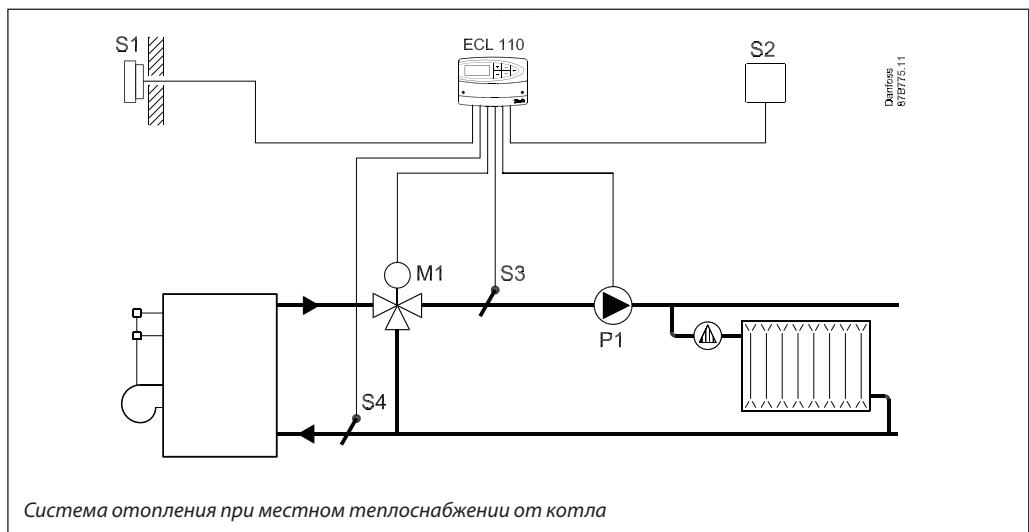 S1
ECL 110
S2
Danfoss
87B775.11
M1
S3
P1
S4
Система отопления при местном теплоснабжении от котла